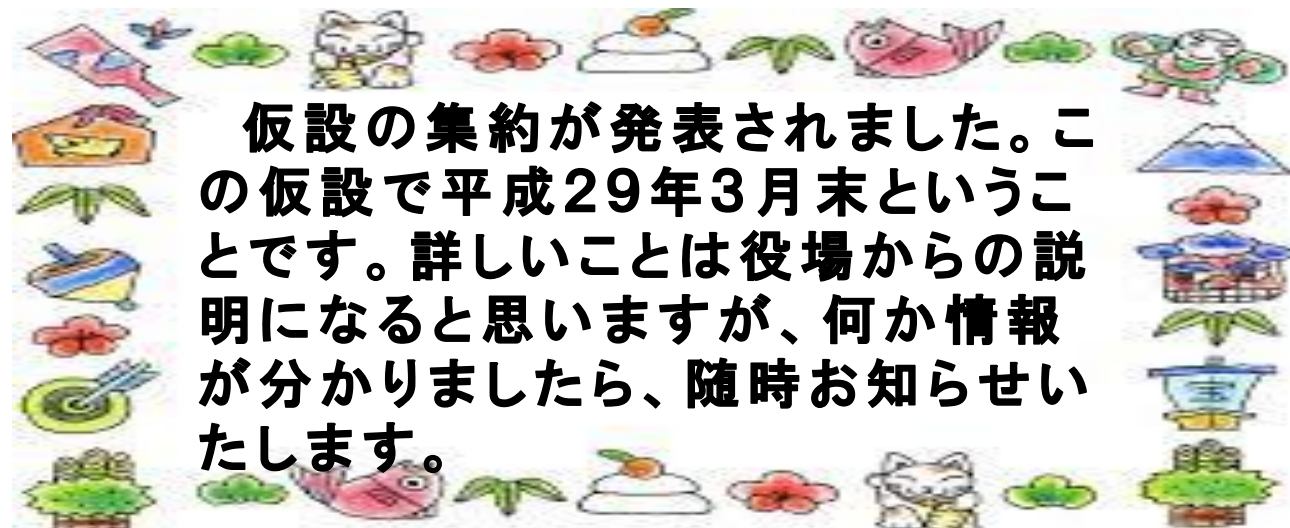 仮設の集約が発表されました。こ
の仮設で平成29年3月末というこ
とです。詳しいことは役場からの説
明になると思いますが、何か情報
が分かりましたら、随時お知らせい
たします。